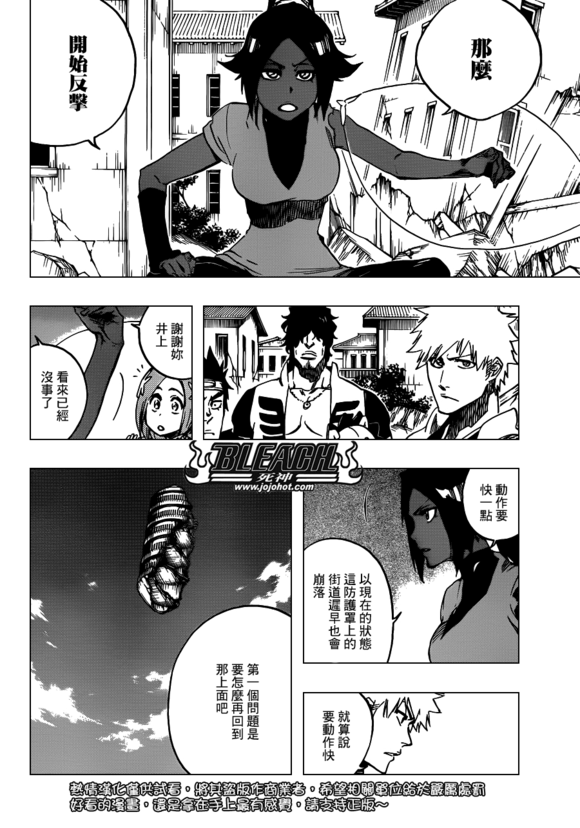 那麼
開始反擊
謝謝妳
井上
看來已經
沒事了
BLEACH
死神
www.jojohot.com
動作要
快一點
以現在的狀態
這防護罩上的
街道遲早也會
崩落
第一個問題是
要怎麼再回到
那上面吧
就算說
要動作快
熱情漢化僅供試看，將其盜版作商業者，希望相關單位給於嚴厲處罰
好看的漫畫，還是拿在手上最有感覺，請支持正版～